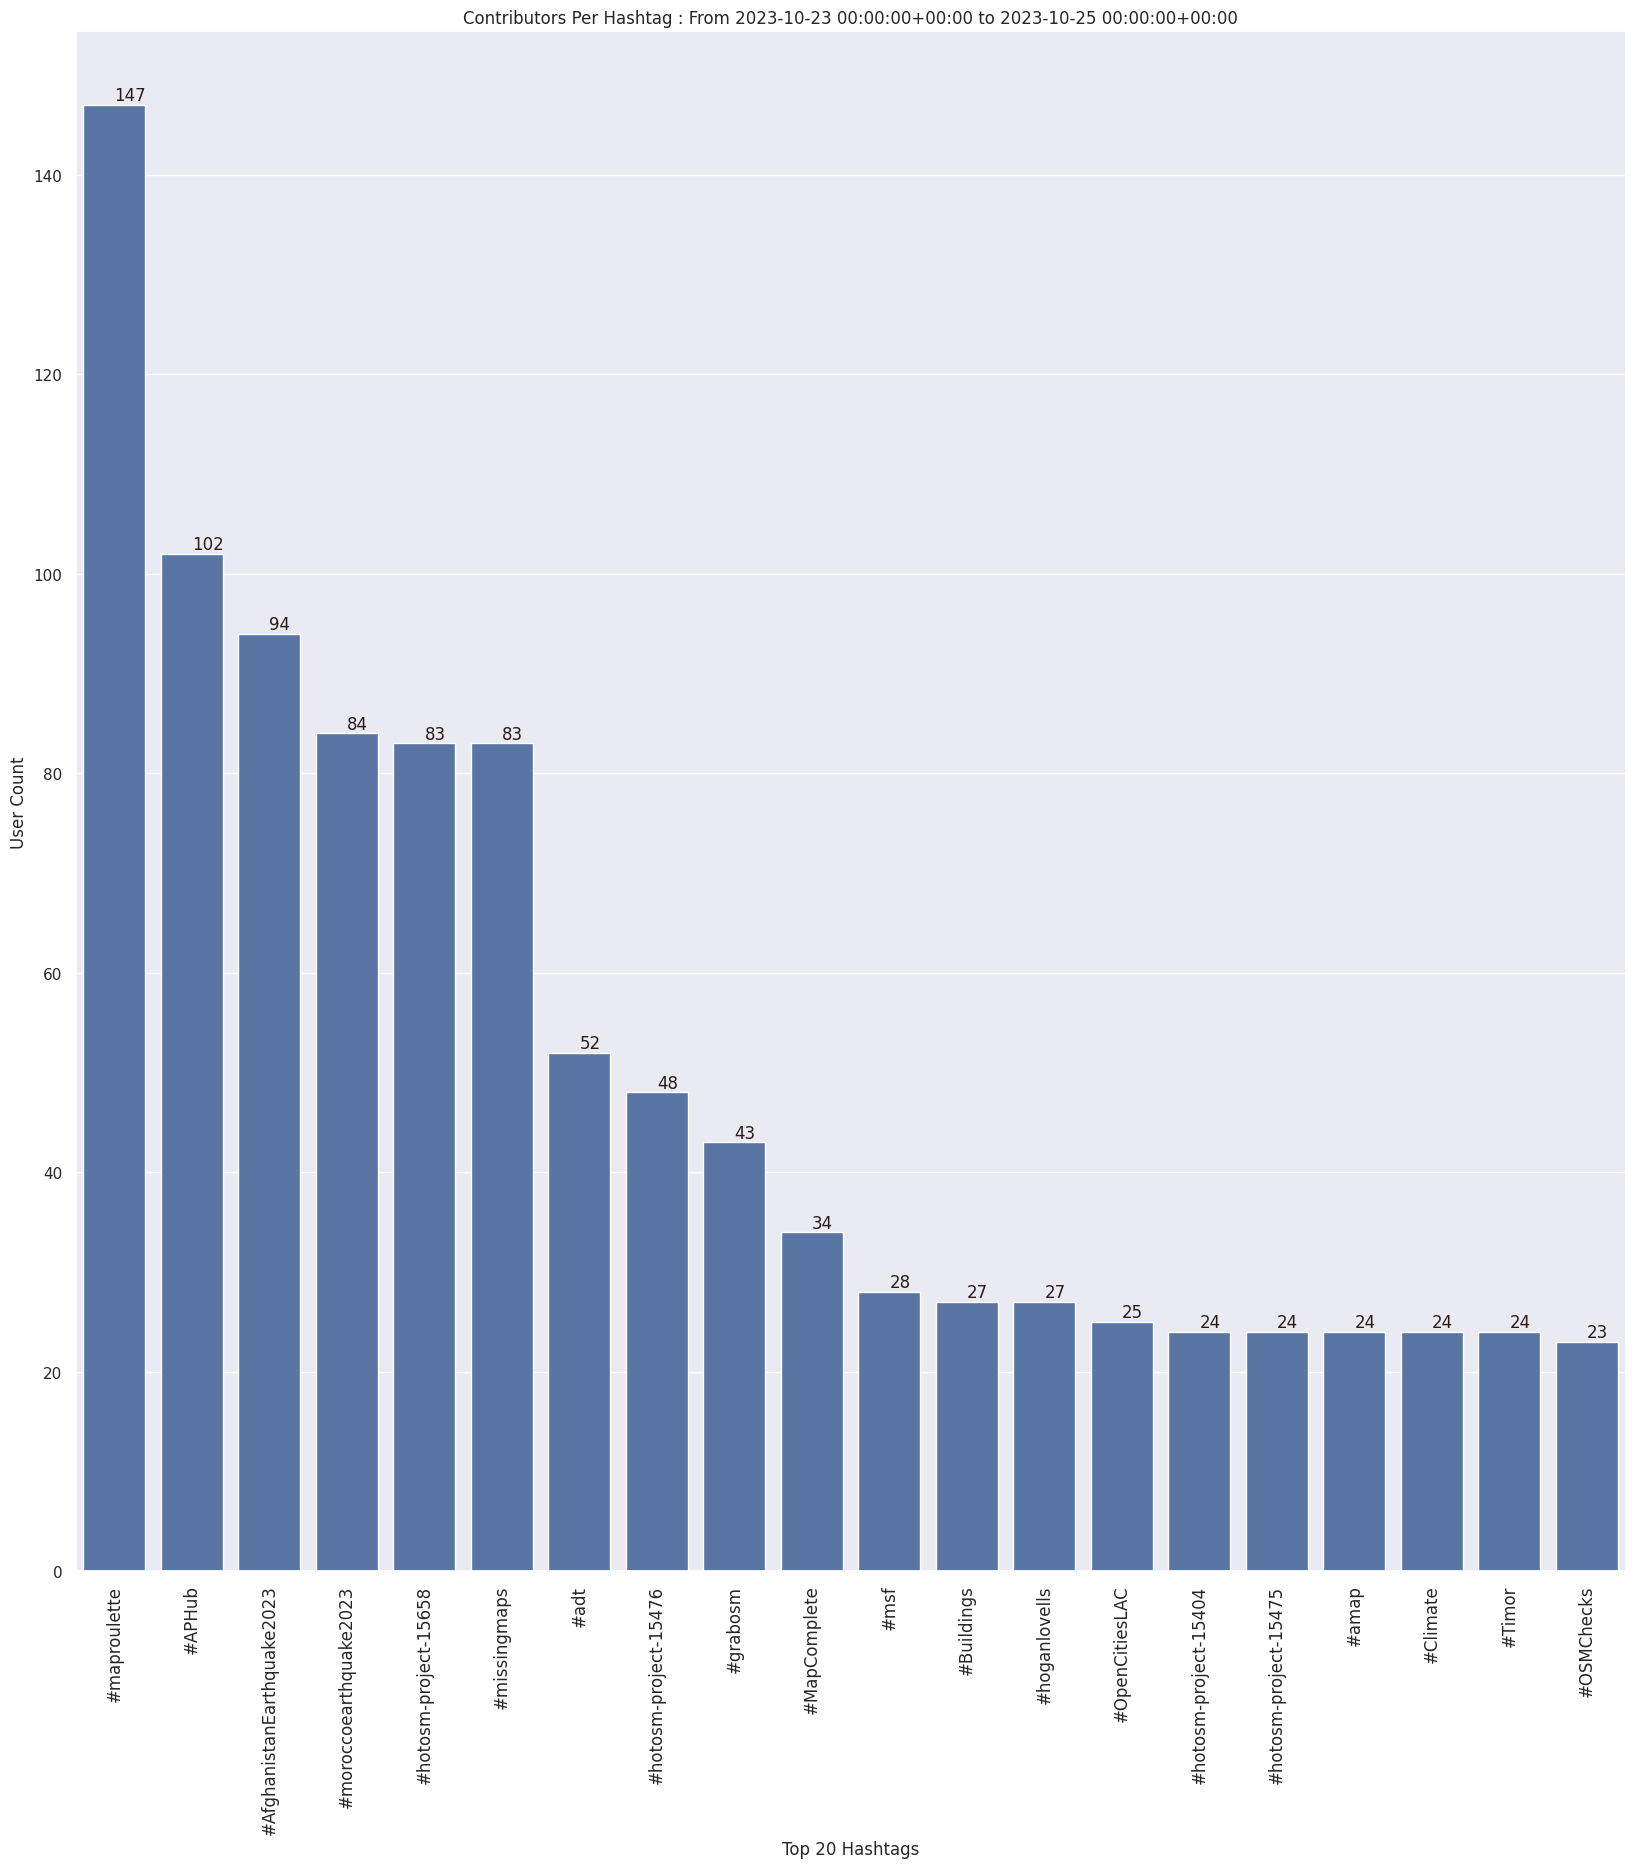 Contributors Per Hashtag : From 2023-10-23 00:00:00+00:00 to 2023-10-25 00:00:00+00:00
147
102
94
84
83
83
52
48
43
34
28
27
27
25
24
24
24
24
24
23
140
120
100
80
60
40
20
0
User Count
#maproulette
#APHub
#AfghanistanEarthquake2023
#moroccoearthquake2023
#hotosm-project-15658
#missingmaps
#adt
#hotosm-project-15476
#grabosm
#MapComplete
#msf
#Buildings
#hoganlovells
#OpenCitiesLAC
#hotosm-project-15404
#hotosm-project-15475
#amap
#Climate
#Timor
#OSMChecks
Top 20 Hashtags